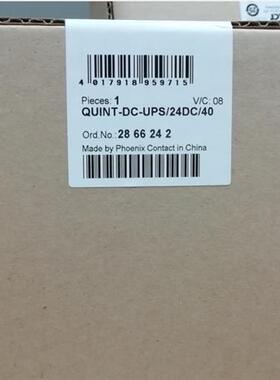 4 017918 959715
Pieces: 1 V/C: 08
QUINT-DC-UPS/24DC/40
Ord.No.: 28 66 24 2
Made by Phoenix Contact in China